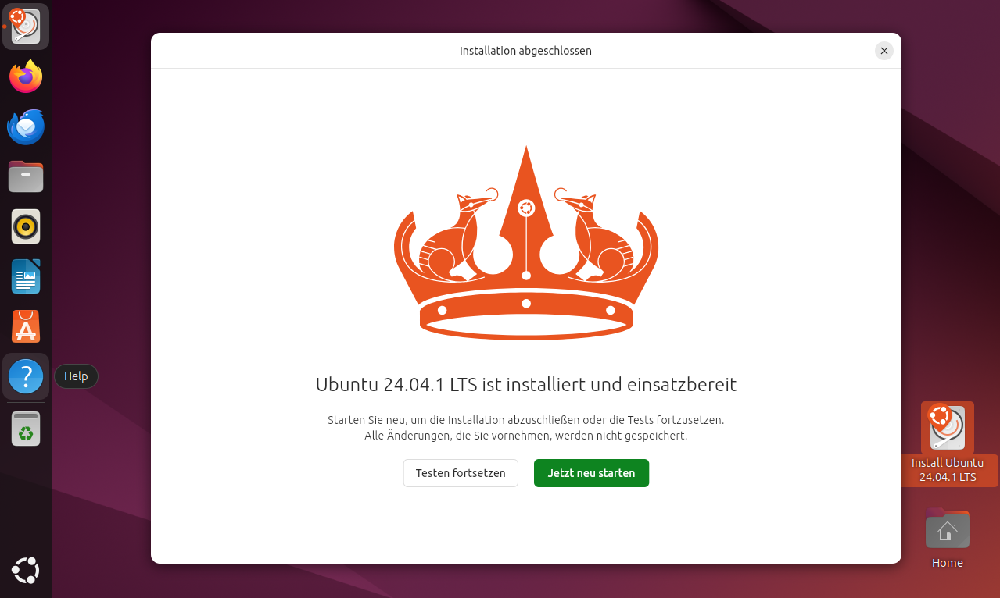 Installation abgeschlossen
Help
Ubuntu 24.04.1 LTS ist installiert und einsatzbereit
Starten Sie neu, um die Installation abzuschließen oder die Tests fortzusetzen.
Alle Änderungen, die Sie vornehmen, werden nicht gespeichert.
Testen fortsetzen
Jetzt neu starten
Install Ubuntu
24.04.1 LTS
Home